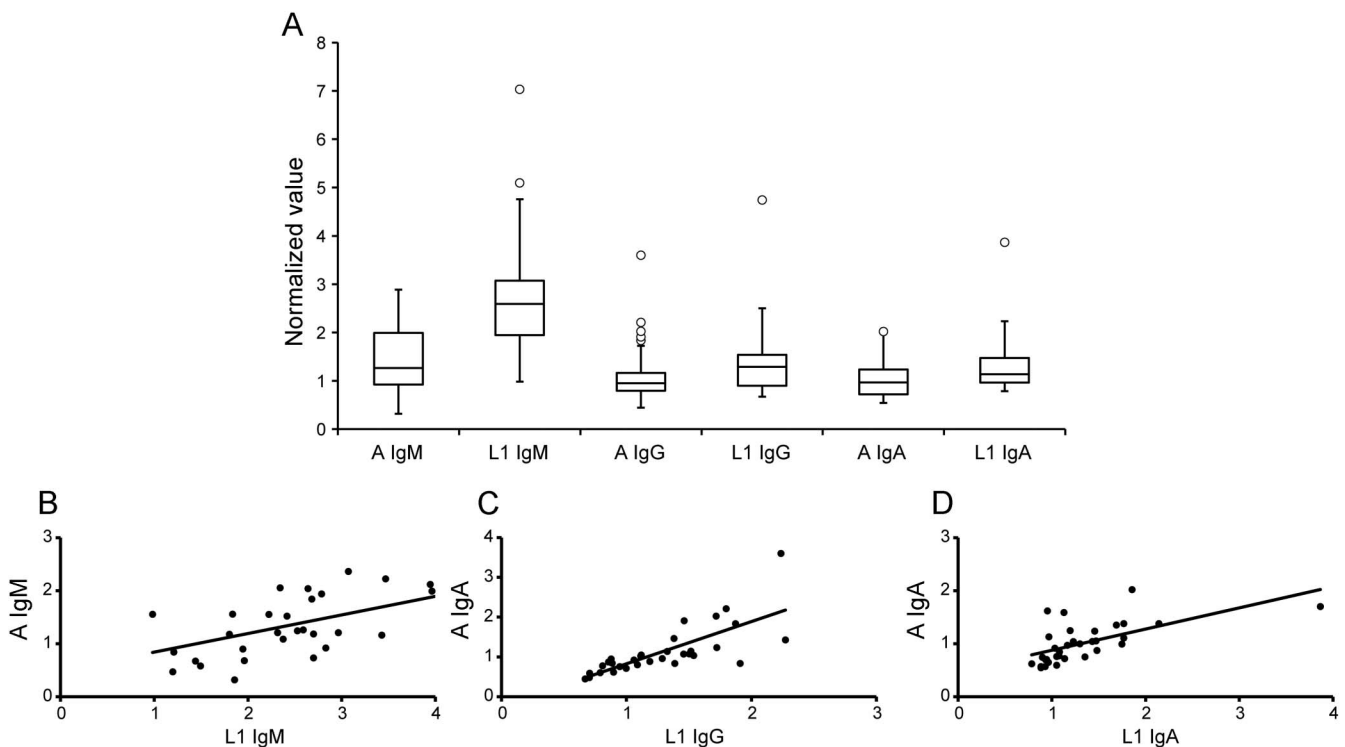 A
Normalized value
8
7
6
5
4
3
2
1
0
A IgM L1 IgM A IgG L1 IgG A IgA L1 IgA
B
A IgM
3
2
1
0
0 1 2 3 4
L1 IgM
C
A IgA
4
3
2
1
0
0 1 2 3
L1 IgG
D
A IgA
3
2
1
0
0 1 2 3 4
L1 IgA